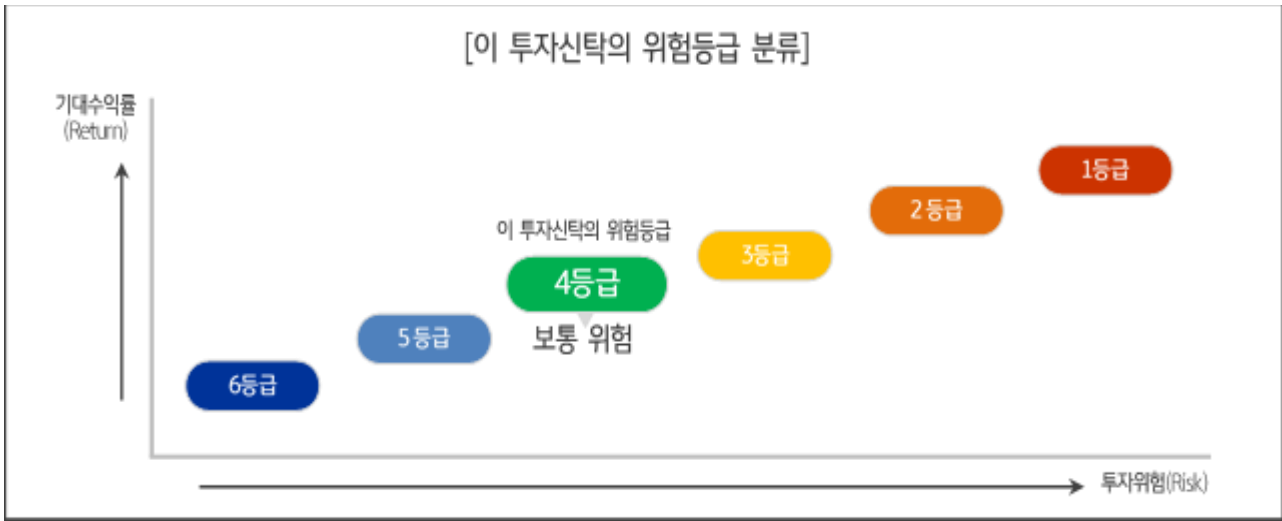 [이 투자신탁의 위험등급 분류]
기대수익률
(Return)
1등급
2등급
이 투자신탁의 위험등급
3등급
4등급
5등급
보통 위험
6등급
투자위험(Risk)